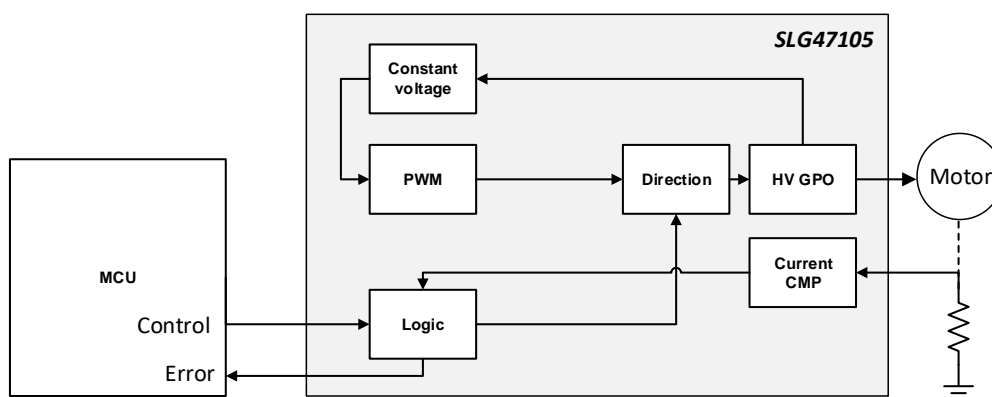 SLG47105
Constant
voltage
PWM
Direction
HV GPO
Motor
MCU
Current
CMP
Control
Logic
Error